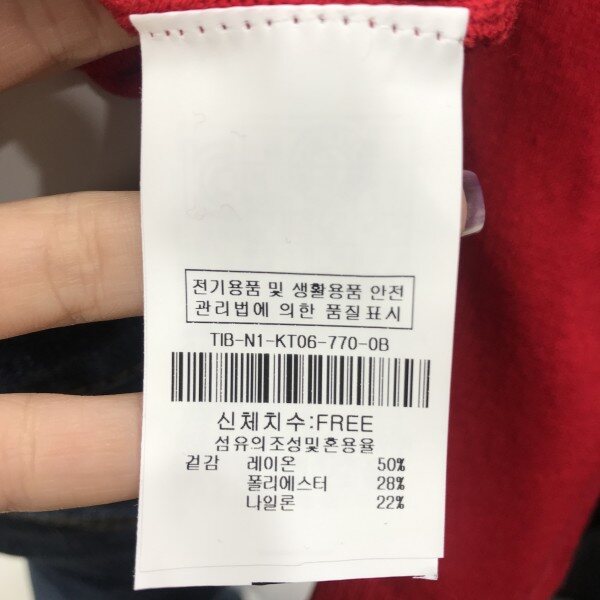 전기용품 및 생활용품 안전
관리법에 의한 품질표시
TIB-N1-KT06-770-0B
신체치수:FREE
섬유의조성및혼용율
겉감 레이온 50%
폴리에스터 28%
나일론 22%